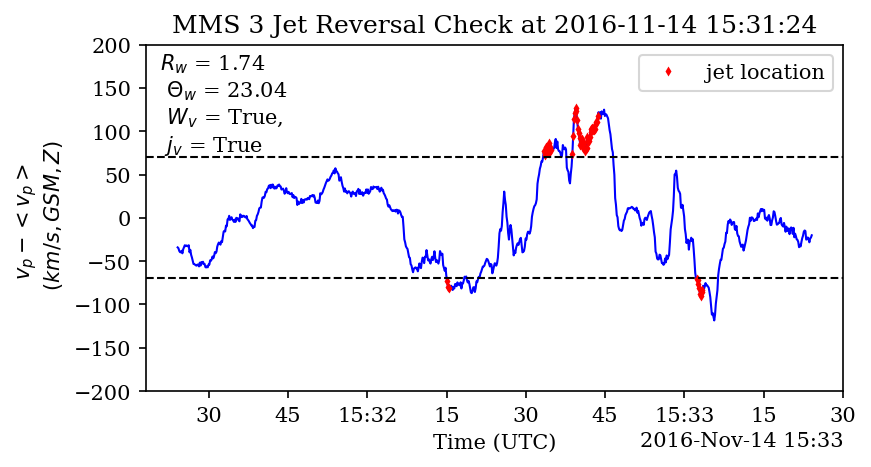 MMS 3 Jet Reversal Check at 2016-11-14 15:31:24
R_w = 1.74
Θ_w = 23.04
W_v = True,
j_v = True
jet location
v_p − < v_p >
(km/s, GSM, Z)
200
150
100
50
0
−50
−100
−150
−200
30 45 15:32 15 30 45 15:33 15 30
Time (UTC)
2016-Nov-14 15:33